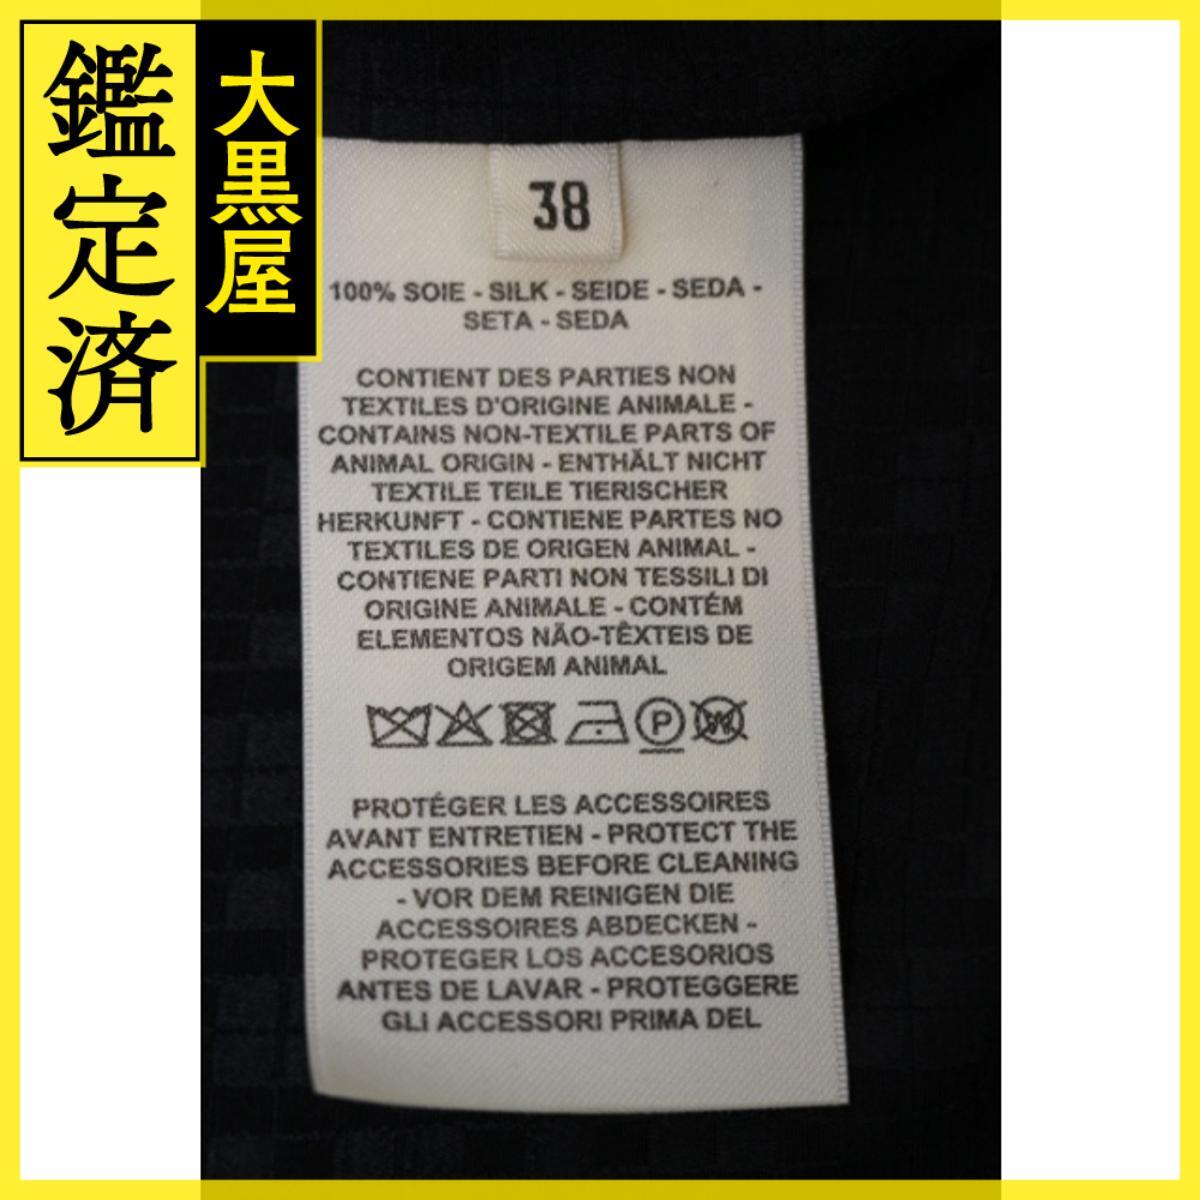 鑑定済
大黒屋
38
100% SOIE - SILK - SEIDE - SEDA -
SETA - SEDA
CONTIENT DES PARTIES NON
TEXTILES D'ORIGINE ANIMALE -
CONTAINS NON-TEXTILE PARTS OF
ANIMAL ORIGIN - ENTHÄLT NICHT
TEXTILE TEILE TIERISCHER
HERKUNFT - CONTIENE PARTES NO
TEXTILES DE ORIGEN ANIMAL -
CONTIENE PARTI NON TESSILI DI
ORIGINE ANIMALE - CONTÉM
ELEMENTOS NÃO-TÊXTEIS DE
ORIGEM ANIMAL
P W
PROTÉGER LES ACCESSOIRES
AVANT ENTRETIEN - PROTECT THE
ACCESSORIES BEFORE CLEANING
- VOR DEM REINIGEN DIE
ACCESSOIRES ABDECKEN -
PROTEGER LOS ACCESORIOS
ANTES DE LAVAR - PROTEGGERE
GLI ACCESSORI PRIMA DEL